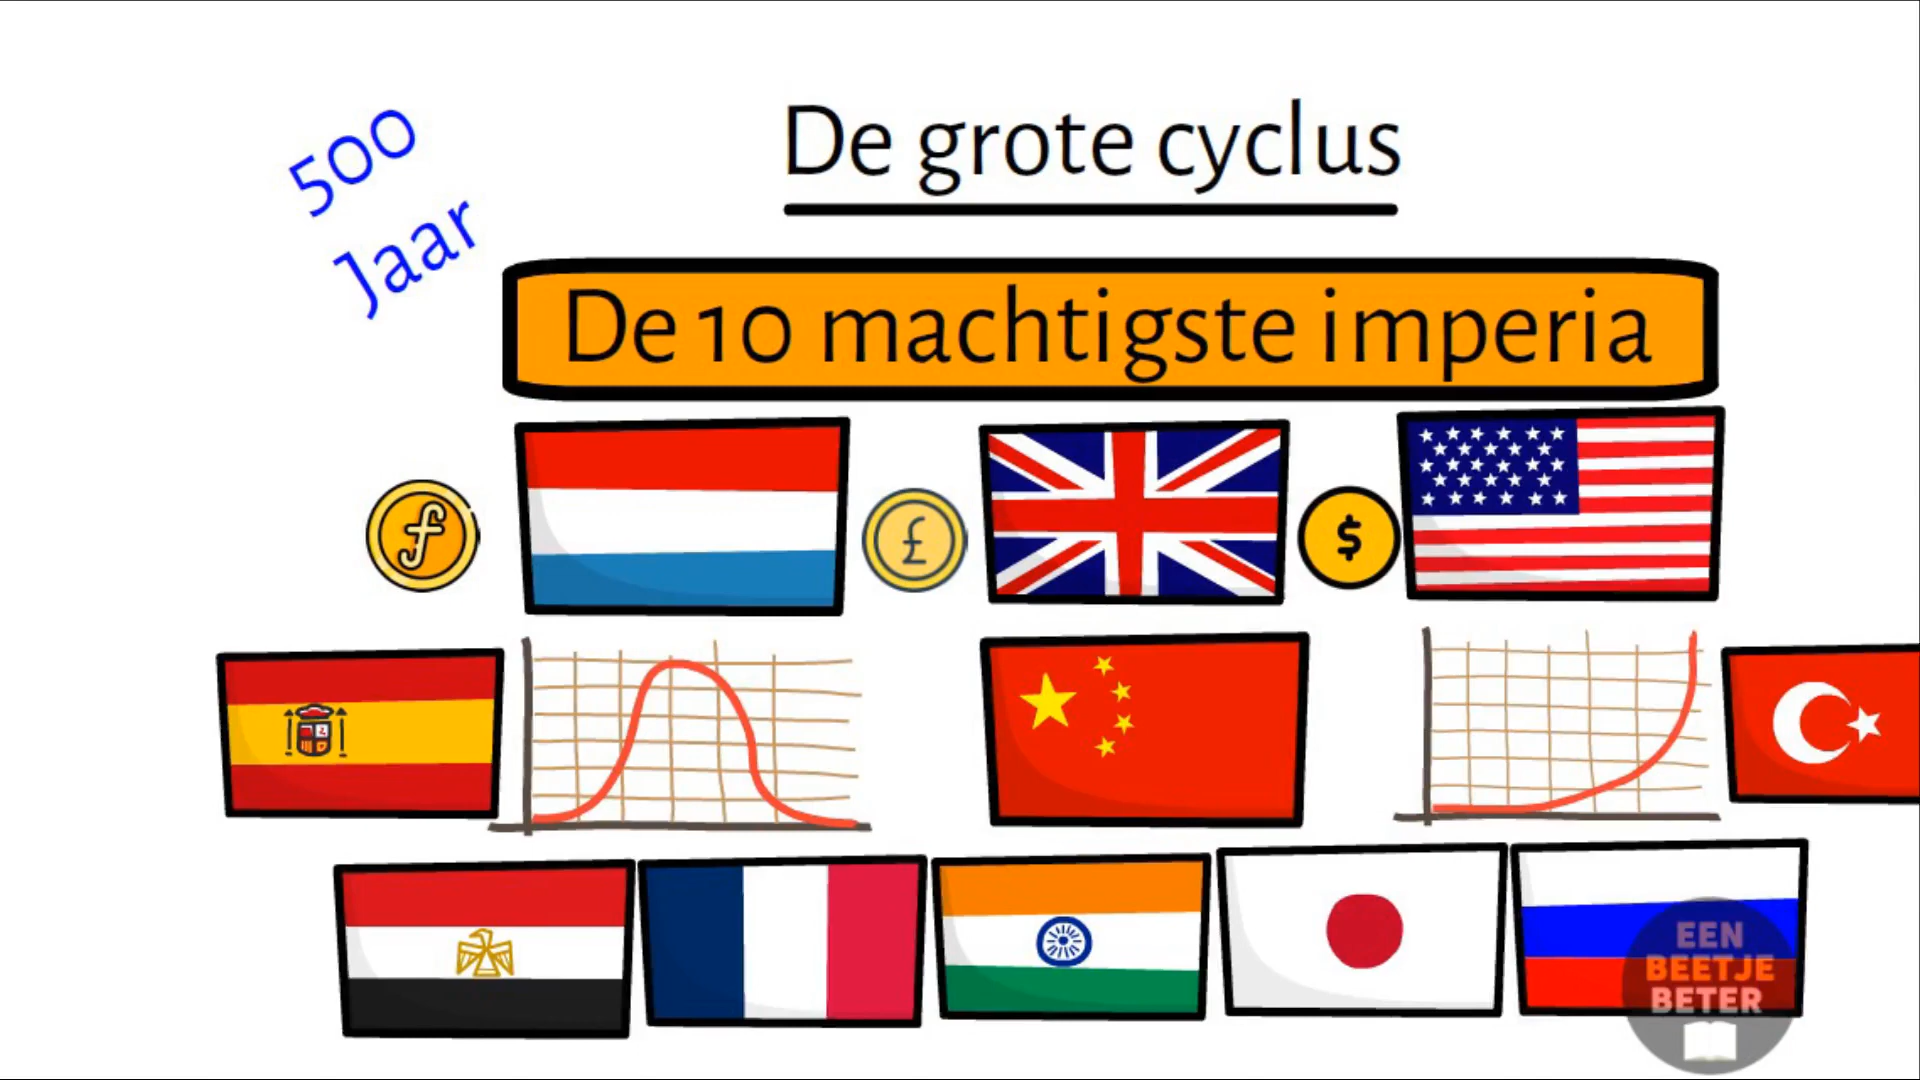 500
Jaar
De grote cyclus
De 10 machtigste imperia
ƒ
£
$
EEN
BEETJE
BETER